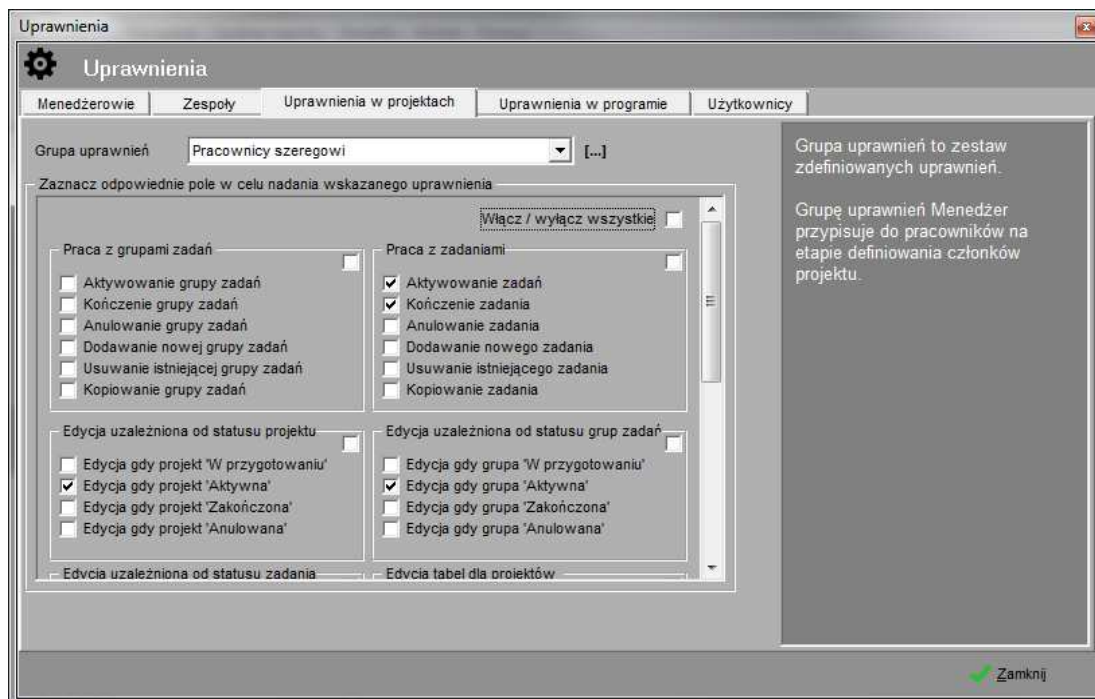 Uprawnienia
Uprawnienia
Menedżerowie
Zespoły
Uprawnienia w projektach
Uprawnienia w programie
Użytkownicy
Grupa uprawnień
Pracownicy szeregowi
[...]
Zaznacz odpowiednie pole w celu nadania wskazanego uprawnienia
Włącz / wyłącz wszystkie
Praca z grupami zadań
Aktywowanie grupy zadań
Kończenie grupy zadań
Anulowanie grupy zadań
Dodawanie nowej grupy zadań
Usuwanie istniejącej grupy zadań
Kopiowanie grupy zadań
Praca z zadaniami
Aktywowanie zadań
Kończenie zadania
Anulowanie zadania
Dodawanie nowego zadania
Usuwanie istniejącego zadania
Kopiowanie zadania
Edycja uzależniona od statusu projektu
Edycja gdy projekt 'W przygotowaniu'
Edycja gdy projekt 'Aktywna'
Edycja gdy projekt 'Zakończona'
Edycja gdy projekt 'Anulowana'
Edycja uzależniona od statusu grup zadań
Edycja gdy grupa 'W przygotowaniu'
Edycja gdy grupa 'Aktywna'
Edycja gdy grupa 'Zakończona'
Edycja gdy grupa 'Anulowana'
Edycja uzależniona od statusu zadania
Edycja tabel dla projektów
Grupa uprawnień to zestaw
zdefiniowanych uprawnień.
Grupę uprawnień Menedżer
przypisuje do pracowników na
etapie definiowania członków
projektu.
Zamknij